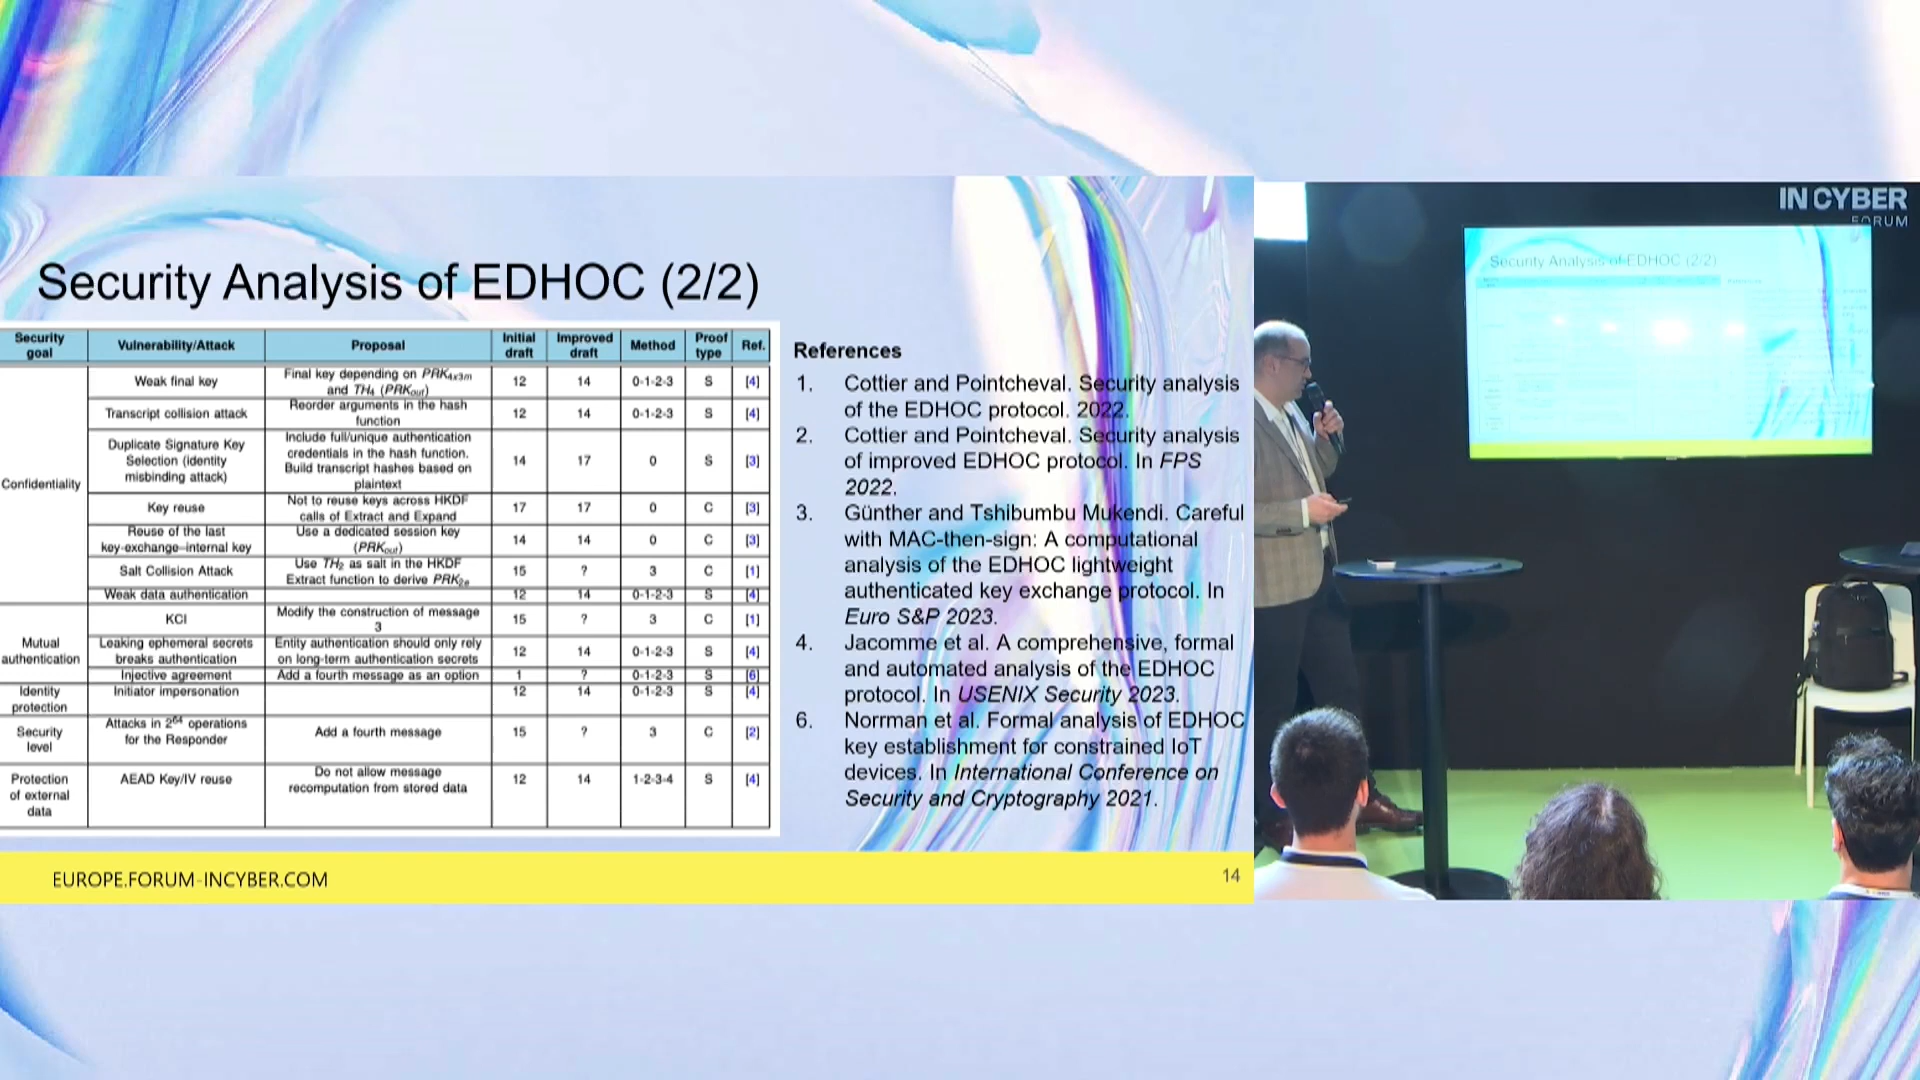 Security Analysis of EDHOC (2/2)
Security goal | Vulnerability/Attack | Proposal | Initial draft | Improved draft | Method | Proof type | Ref.
Confidentiality
Weak final key | Final key depending on PRK4x3m and TH4 (PRKout) | 12 | 14 | 0-1-2-3 | S | [4]
Transcript collision attack | Reorder arguments in the hash function | 12 | 14 | 0-1-2-3 | S | [4]
Duplicate Signature Key Selection (identity misbinding attack) | Include full/unique authentication credentials in the hash function. Build transcript hashes based on plaintext | 14 | 17 | 0 | S | [3]
Key reuse | Not to reuse keys across HKDF calls of Extract and Expand | 17 | 17 | 0 | C | [3]
Reuse of the last key-exchange-internal key | Use a dedicated session key (PRKout) | 14 | 14 | 0 | C | [3]
Salt Collision Attack | Use TH2 as salt in the HKDF Extract function to derive PRK2e | 15 | ? | 3 | C | [1]
Weak data authentication | 12 | 14 | 0-1-2-3 | S | [4]
Mutual authentication
KCI | Modify the construction of message 3 | 15 | ? | 3 | C | [1]
Leaking ephemeral secrets breaks authentication | Entity authentication should only rely on long-term authentication secrets | 12 | 14 | 0-1-2-3 | S | [4]
Injective agreement | Add a fourth message as an option | 1 | ? | 0-1-2-3 | S | [6]
Identity protection | Initiator impersonation | 12 | 14 | 0-1-2-3 | S | [4]
Security level | Attacks in 2^64 operations for the Responder | Add a fourth message | 15 | ? | 3 | C | [2]
Protection of external data | AEAD Key/IV reuse | Do not allow message recomputation from stored data | 12 | 14 | 1-2-3-4 | S | [4]
References
1. Cottier and Pointcheval. Security analysis
of the EDHOC protocol. 2022.
2. Cottier and Pointcheval. Security analysis
of improved EDHOC protocol. In FPS
2022.
3. Günther and Tshibumbu Mukendi. Careful
with MAC-then-sign: A computational
analysis of the EDHOC lightweight
authenticated key exchange protocol. In
Euro S&P 2023.
4. Jacomme et al. A comprehensive, formal
and automated analysis of the EDHOC
protocol. In USENIX Security 2023.
6. Norrman et al. Formal analysis of EDHOC
key establishment for constrained IoT
devices. In International Conference on
Security and Cryptography 2021.
EUROPE.FORUM-INCYBER.COM
14
IN CYBER
FORUM
Security Analysis of EDHOC (2/2)